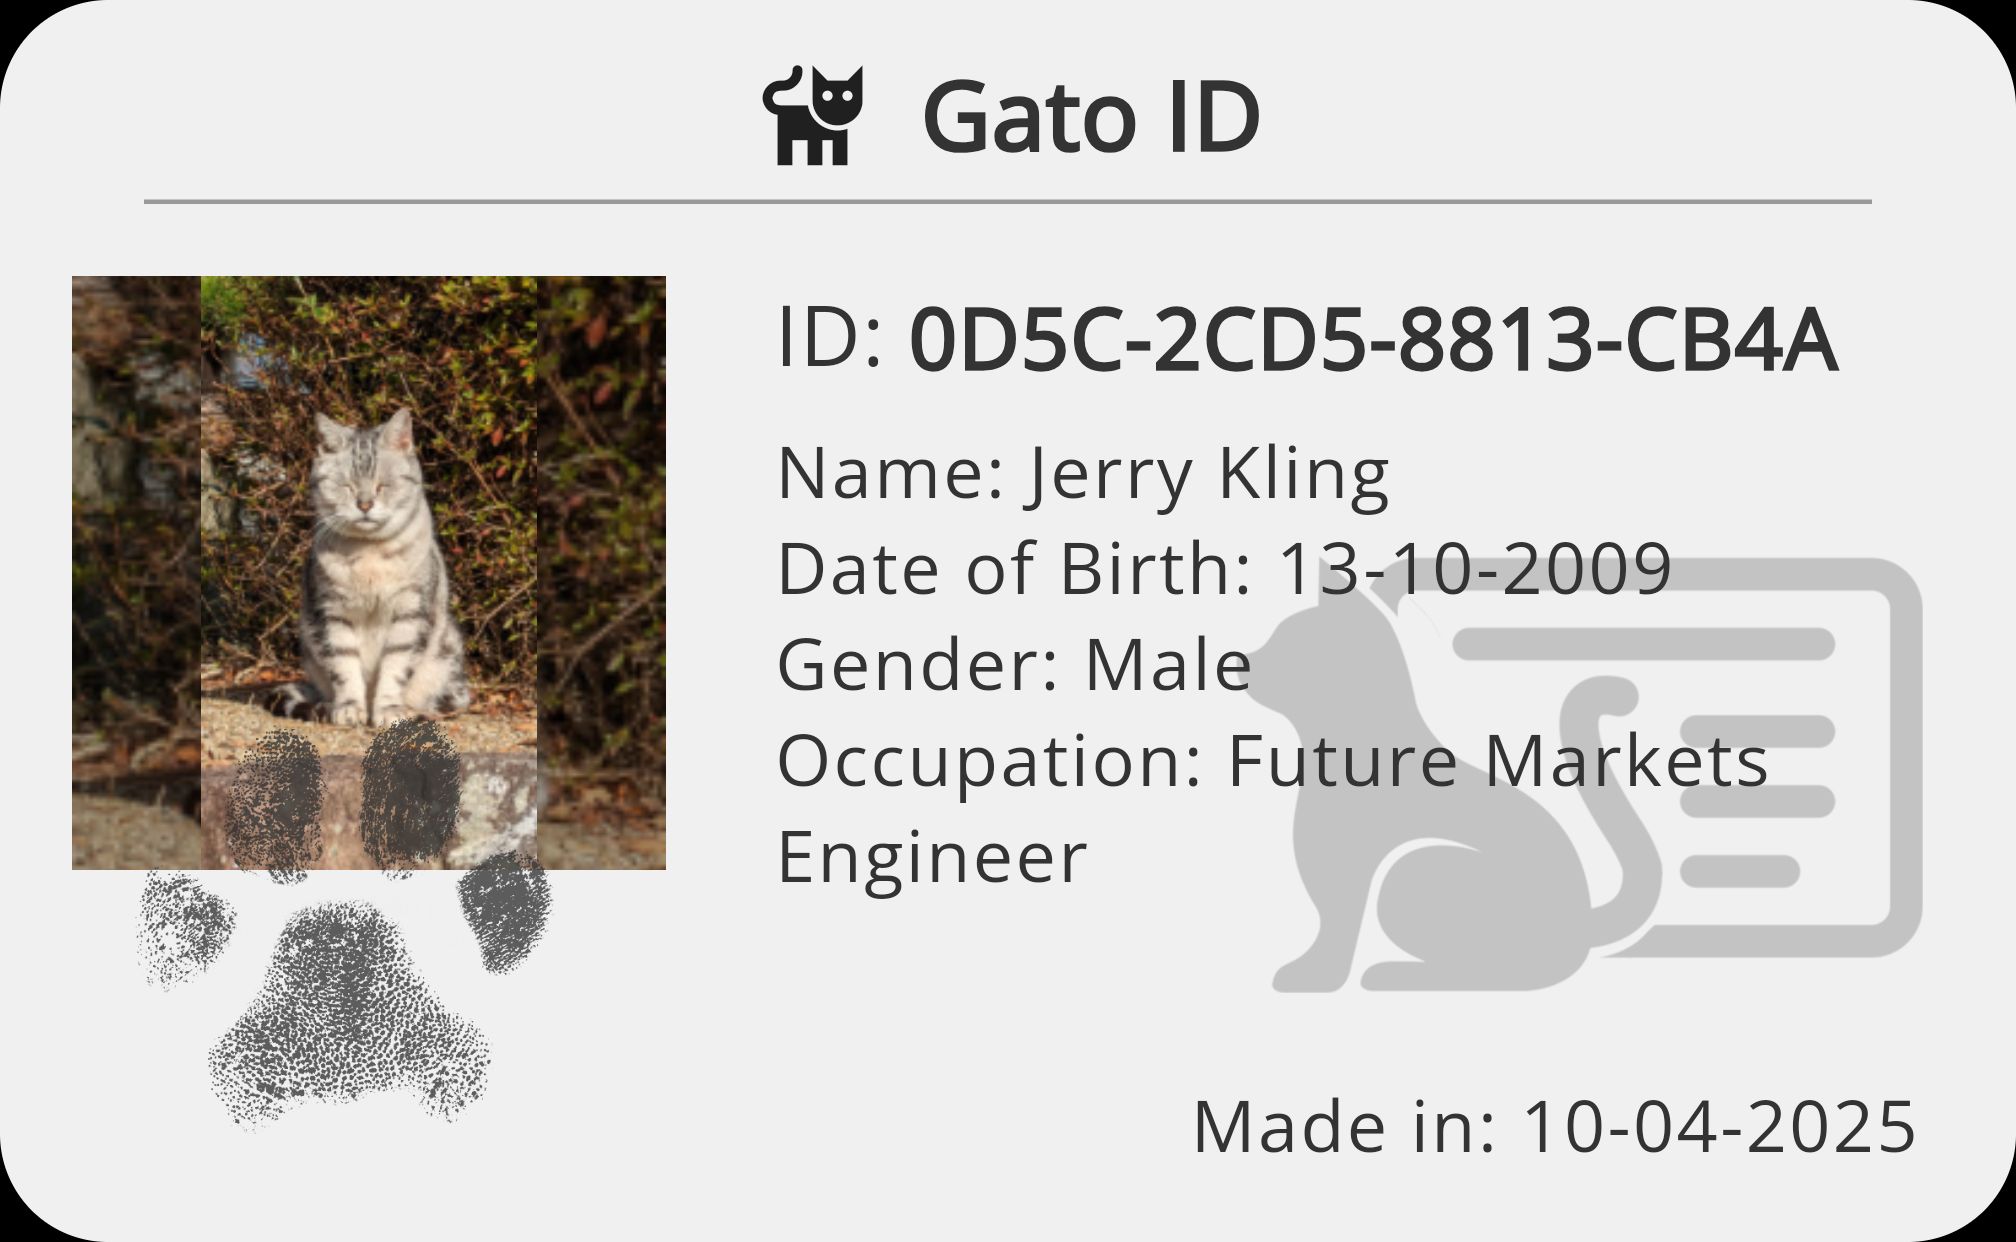 Gato ID
ID: 0D5C-2CD5-8813-CB4A
Name: Jerry Kling
Date of Birth: 13-10-2009
Gender: Male
Occupation: Future Markets
Engineer
Made in: 10-04-2025